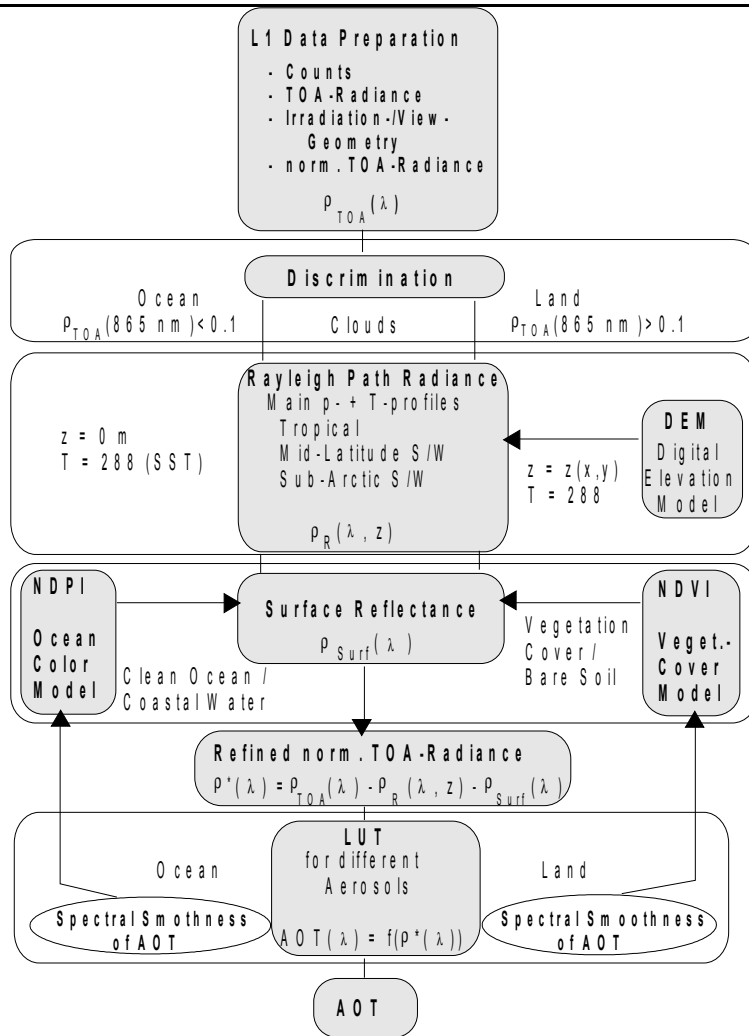 L1 Data Preparation
- Counts
- TOA-Radiance
- Irradiation-/View-
Geometry
- norm. TOA-Radiance
ρTOA(λ)
Discrimination
Ocean
ρTOA(865 nm)<0.1
Clouds
Land
ρTOA(865 nm)>0.1
Rayleigh Path Radiance
Main p- + T-profiles
Tropical
Mid-Latitude S/W
Sub-Arctic S/W
ρR(λ, z)
z = 0 m
T = 288 (SST)
z = z(x,y)
T = 288
DEM
Digital
Elevation
Model
NDPI
Ocean
Color
Model
Clean Ocean /
Coastal Water
Surface Reflectance
ρSurf(λ)
Vegetation
Cover/
Bare Soil
NDVI
Veget.-
Cover
Model
Refined norm. TOA-Radiance
ρ*(λ) = ρTOA(λ) - ρR(λ, z) - ρSurf(λ)
LUT
for different
Aerosols
AOT(λ) = f(ρ*(λ))
Ocean
Spectral Smothness
of AOT
Land
Spectral Smoothness
of AOT
AOT